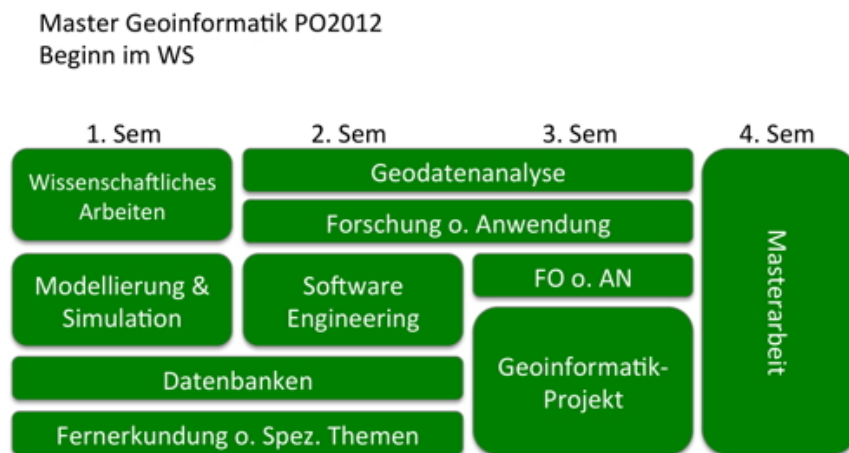 Master Geoinformatik PO2012
Beginn im WS
1. Sem
2. Sem
3. Sem
4. Sem
Wissenschaftliches
Arbeiten
Geodatenanalyse
Forschung o. Anwendung
Modellierung &
Simulation
Software
Engineering
FO o. AN
Geoinformatik-
Projekt
Datenbanken
Fernerkundung o. Spez. Themen
Masterarbeit